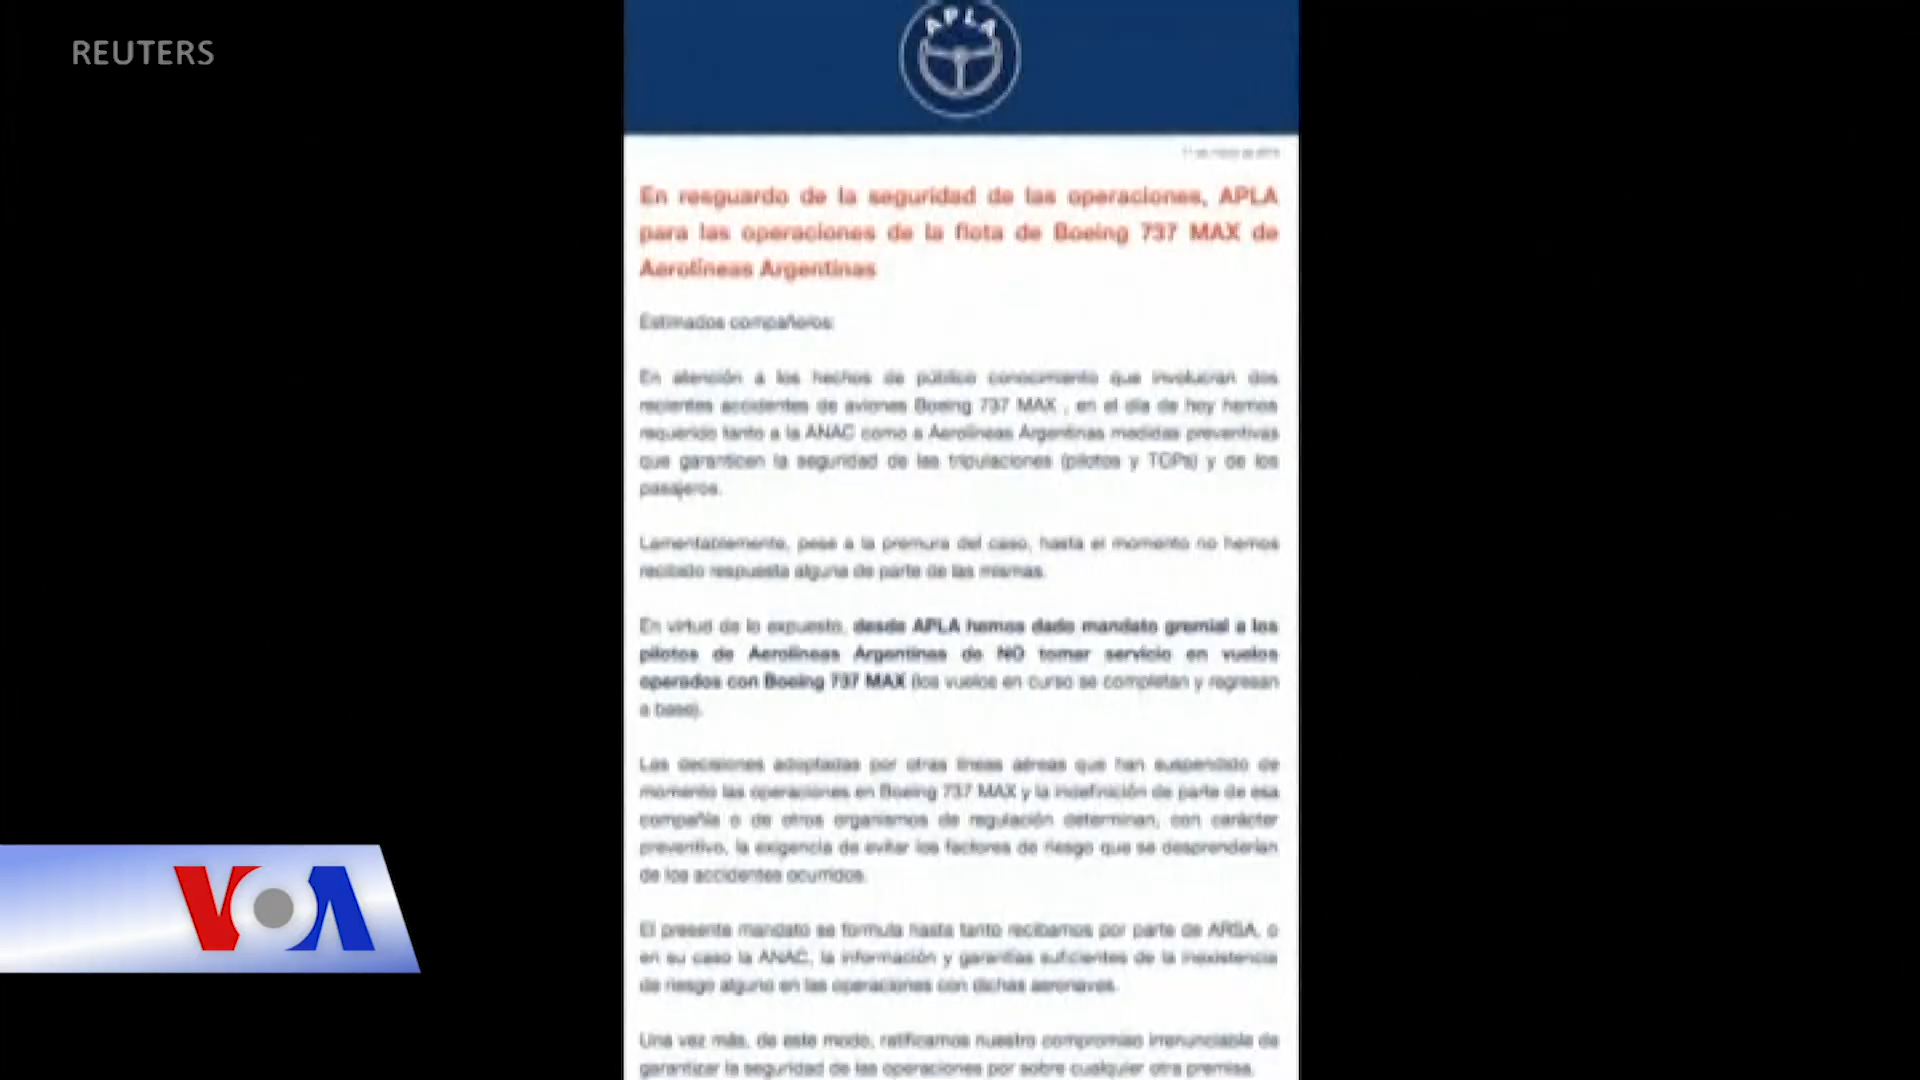 REUTERS
APLA
11 de marzo de 2019
En resguardo de la seguridad de las operaciones, APLA
para las operaciones de la flota de Boeing 737 MAX de
Aerolíneas Argentinas
Estimados compañeros:
En atención a los hechos de público conocimiento que involucran dos
recientes accidentes de aviones Boeing 737 MAX , en el día de hoy hemos
requerido tanto a la ANAC como a Aerolíneas Argentinas medidas preventivas
que garanticen la seguridad de las tripulaciones (pilotos y TCPs) y de los
pasajeros.
Lamentablemente, pese a la premura del caso, hasta el momento no hemos
recibido respuesta alguna de parte de las mismas.
En virtud de lo expuesto, desde APLA hemos dado mandato gremial a los
pilotos de Aerolíneas Argentinas de NO tomar servicio en vuelos
operados con Boeing 737 MAX (los vuelos en curso se completan y regresan
a base).
Las decisiones adoptadas por otras líneas aéreas que han suspendido de
momento las operaciones en Boeing 737 MAX y la indefinición de parte de esa
compañía o de otros organismos de regulación determinan, con carácter
preventivo, la exigencia de evitar los factores de riesgo que se desprenderían
de los accidentes ocurridos.
El presente mandato se formula hasta tanto recibamos por parte de ARSA, o
en su caso la ANAC, la información y garantías suficientes de la inexistencia
de riesgo alguno en las operaciones con dichas aeronaves.
Una vez más, de este modo, ratificamos nuestro compromiso irrenunciable de
garantizar la seguridad de las operaciones por sobre cualquier otra premisa.
VOA